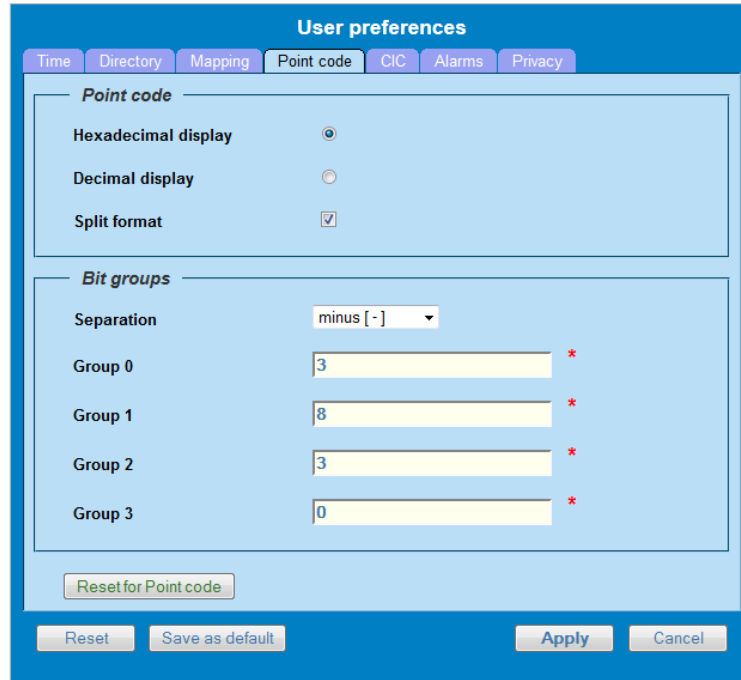 User preferences
Time Directory Mapping Point code CIC Alarms Privacy
Point code
Hexadecimal display
Decimal display
Split format
Bit groups
Separation minus [ - ]
Group 0 3 *
Group 1 8 *
Group 2 3 *
Group 3 0 *
Reset for Point code
Reset Save as default Apply Cancel